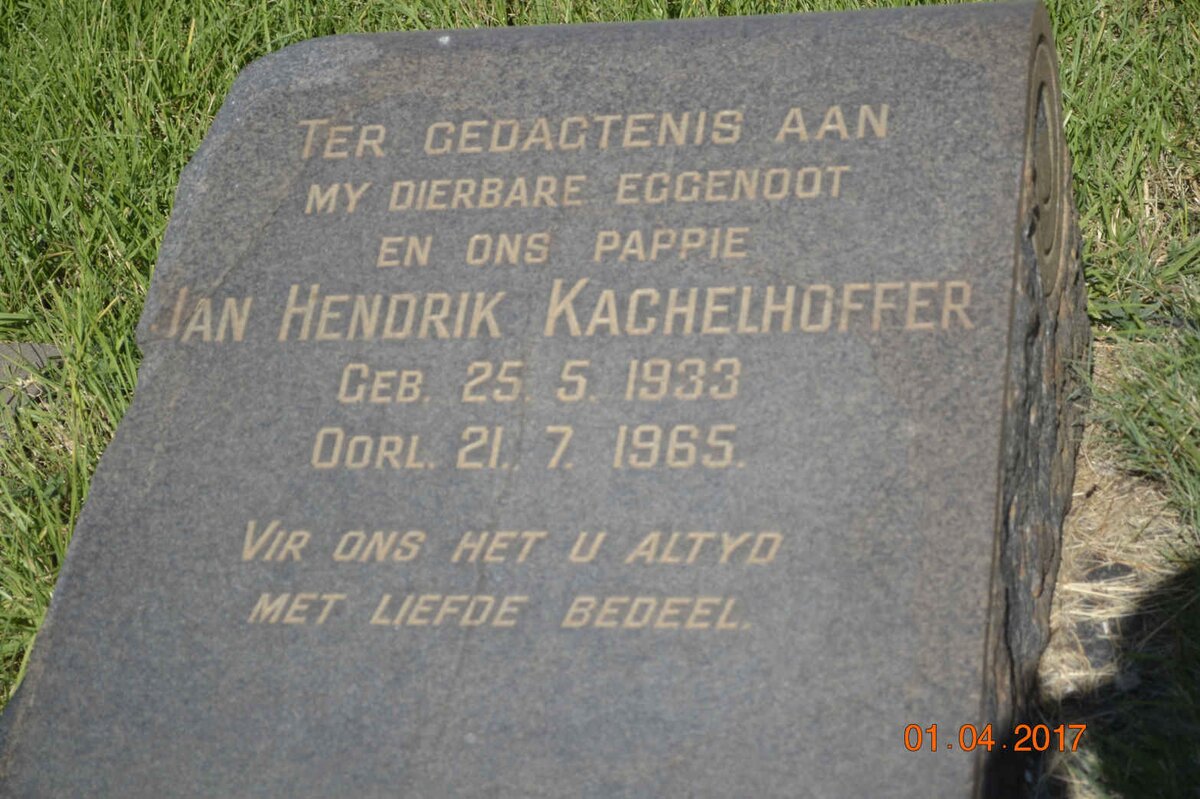 TER GEDAGTENIS AAN
MY DIERBARE EGGENOOT
EN ONS PAPPIE
JAN HENDRIK KACHELHOFFER
GEB. 25. 5. 1933
OORL. 21. 7. 1965.
VIR ONS HET U ALTYD
MET LIEFDE BEDEEL.
01.04.2017